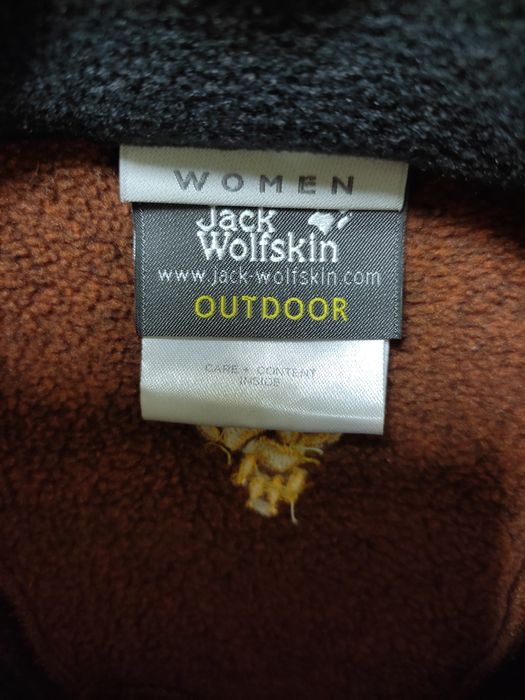 WOMEN
Jack
Wolfskin
www.jack-wolfskin.com
OUTDOOR
CARE + CONTENT
INSIDE